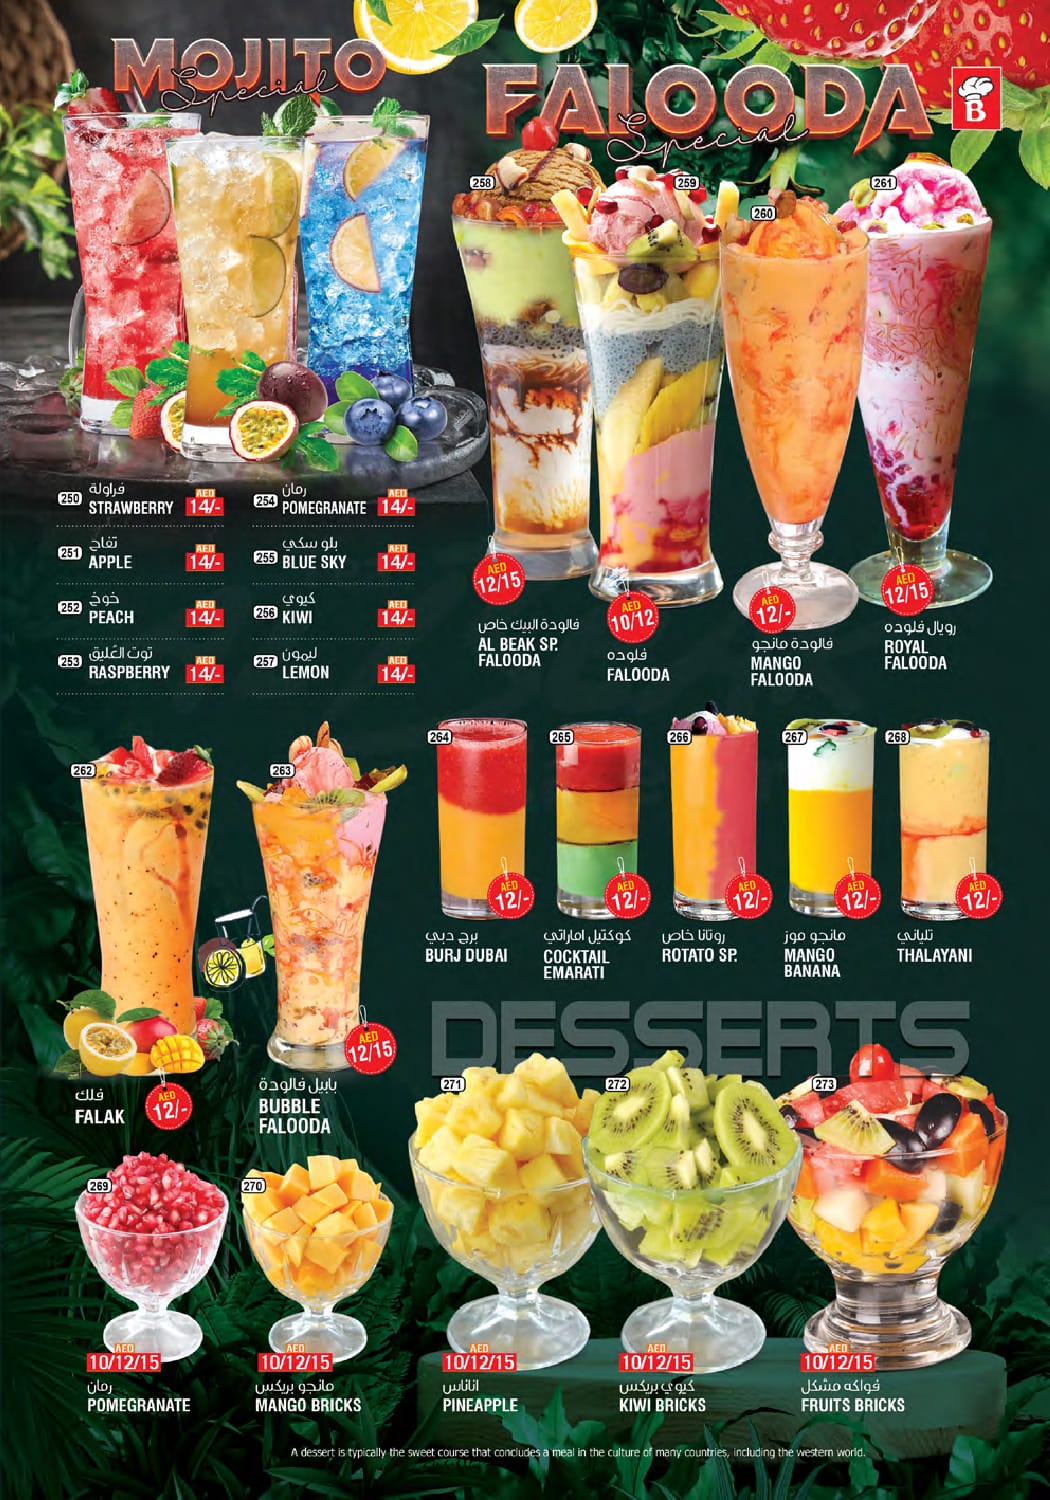 MOJITO
Special
FALOODA
Special
B
250
فراولة
STRAWBERRY
AED
14/-
254
رمان
POMEGRANATE
AED
14/-
251
تفاح
APPLE
AED
14/-
255
بلو سكي
BLUE SKY
AED
14/-
252
خوخ
PEACH
AED
14/-
256
كيوي
KIWI
AED
14/-
253
توت العُليق
RASPBERRY
AED
14/-
257
ليمون
LEMON
AED
14/-
258
AED
12/15
فالودة البيك خاص
AL BEAK SP.
FALOODA
259
AED
10/12
فلوده
FALOODA
260
AED
12/-
فالودة مانجو
MANGO
FALOODA
261
AED
12/15
رويال فلوده
ROYAL
FALOODA
262
فلك
FALAK
AED
12/-
263
AED
12/15
بابيل فالودة
BUBBLE
FALOODA
264
AED
12/-
برج دبي
BURJ DUBAI
265
AED
12/-
كوكتيل اماراتي
COCKTAIL
EMARATI
266
AED
12/-
روتانا خاص
ROTATO SP.
267
AED
12/-
مانجو موز
MANGO
BANANA
268
AED
12/-
تلياني
THALAYANI
DESSERTS
269
AED
10/12/15
رمان
POMEGRANATE
270
AED
10/12/15
مانجو بريكس
MANGO BRICKS
271
AED
10/12/15
اناناس
PINEAPPLE
272
AED
10/12/15
كيوي بريكس
KIWI BRICKS
273
AED
10/12/15
فواكه مشكل
FRUITS BRICKS
A dessert is typically the sweet course that concludes a meal in the culture of many countries, including the western world.